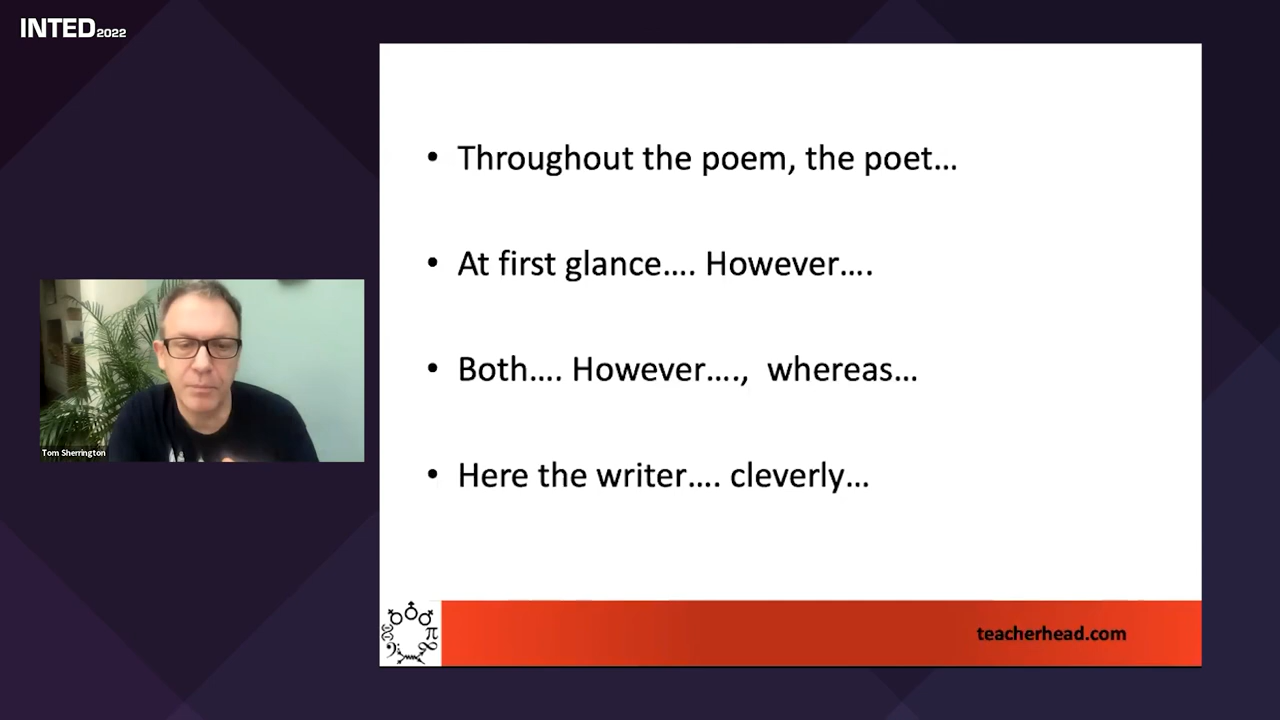 INTED2022
• Throughout the poem, the poet…
• At first glance…. However….
• Both…. However…., whereas…
• Here the writer…. cleverly…
Tom Sherrington
teacherhead.com